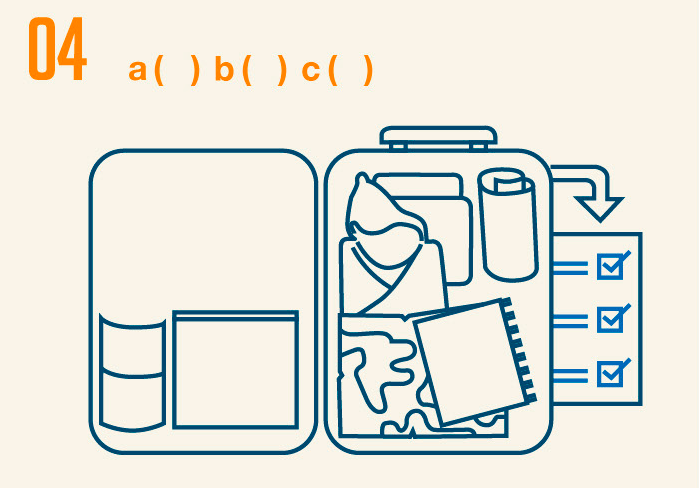 04
a(  ) b(  ) c(  )